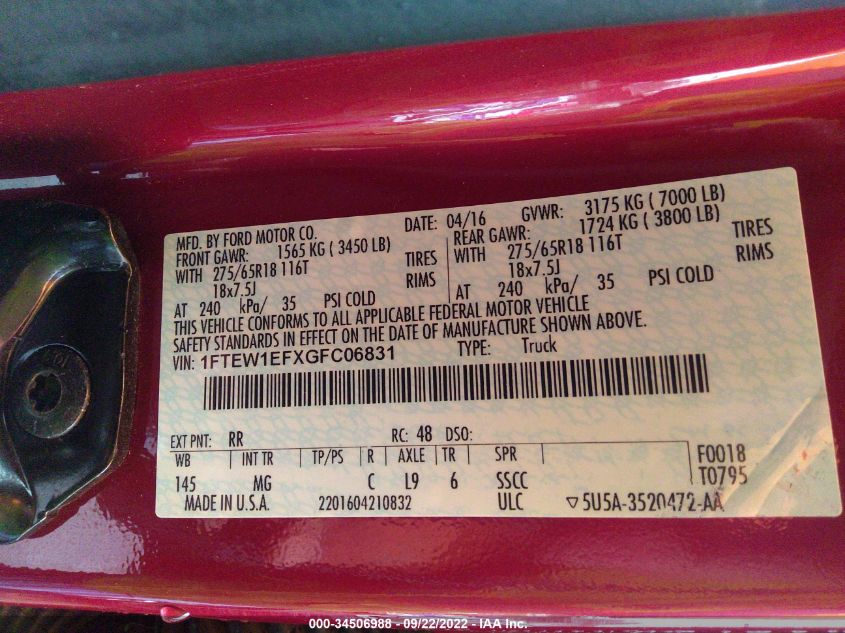 MFD. BY FORD MOTOR CO.
DATE: 04/16 GVWR: 3175 KG ( 7000 LB)
FRONT GAWR: 1565 KG ( 3450 LB)
REAR GAWR: 1724 KG ( 3800 LB)
WITH 275/65R18 116T TIRES
WITH 275/65R18 116T TIRES
18x7.5J RIMS
18x7.5J RIMS
AT 240 kPa/ 35 PSI COLD
AT 240 kPa/ 35 PSI COLD
THIS VEHICLE CONFORMS TO ALL APPLICABLE FEDERAL MOTOR VEHICLE
SAFETY STANDARDS IN EFFECT ON THE DATE OF MANUFACTURE SHOWN ABOVE.
VIN: 1FTEW1EFXGFC06831 TYPE: Truck
EXT PNT: RR RC: 48 DSO:
WB INT TR TP/PS R AXLE TR SPR F0018
145 MG C L9 6 SSCC T0795
MADE IN U.S.A. 2201604210832 ULC ▽5U5A-3520472-AA
000-34506988 - 09/22/2022 - IAA Inc.